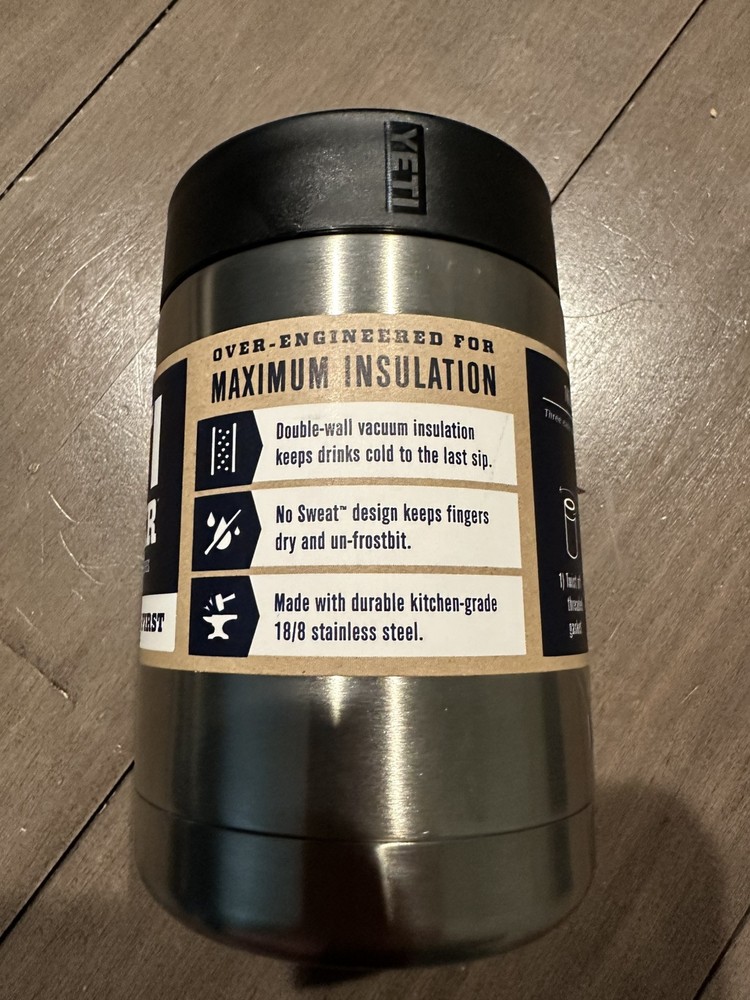 YETI
OVER-ENGINEERED FOR
MAXIMUM INSULATION
Double-wall vacuum insulation
keeps drinks cold to the last sip.
No Sweat™ design keeps fingers
dry and un-frostbit.
Made with durable kitchen-grade
18/8 stainless steel.
FIRST